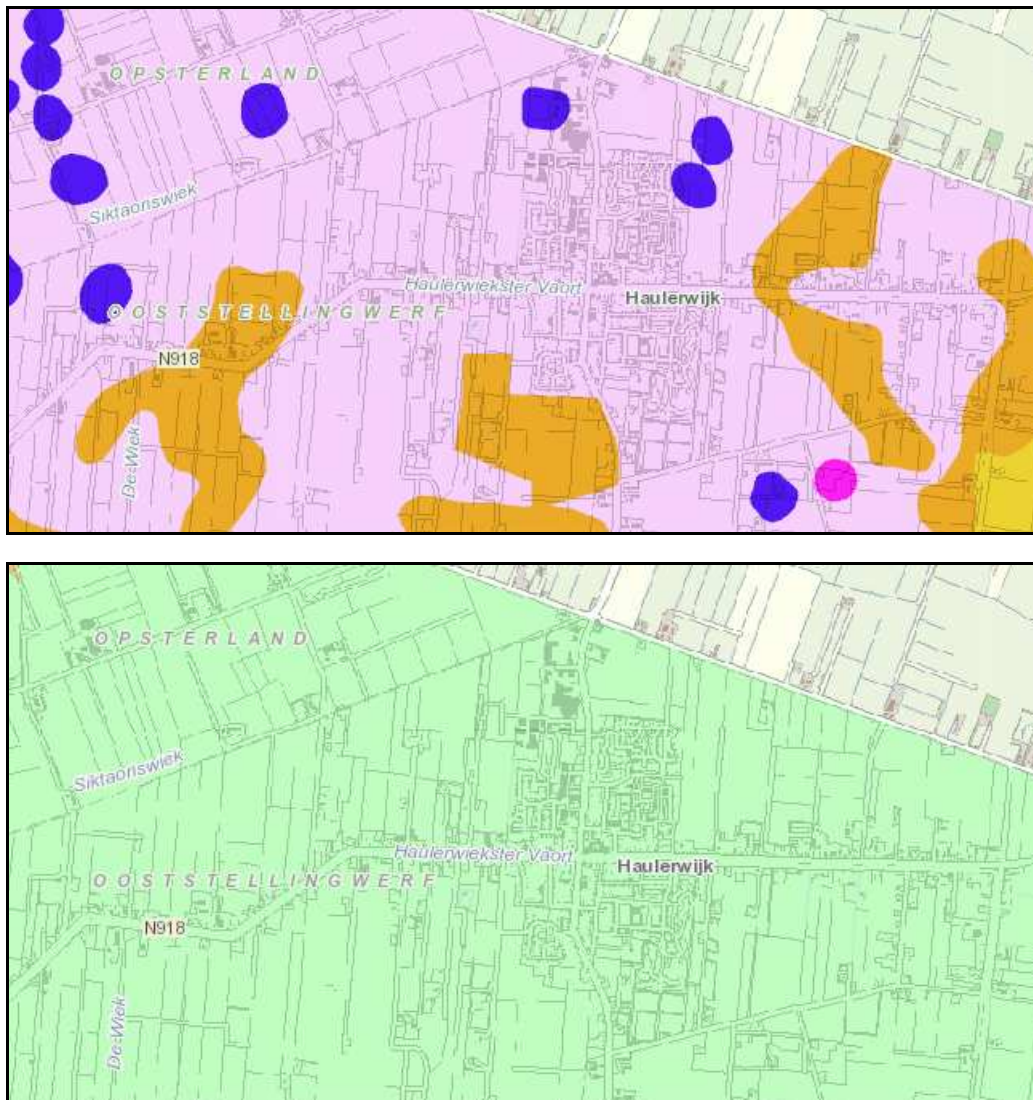 OPSTERLAND
Siktaonswiek
Haulerwiekster Vaort
Haulerwijk
OOSTSTELLINGWERF
N918
De Wiek
OPSTERLAND
Siktaonswiek
Haulerwiekster Vaort
Haulerwijk
OOSTSTELLINGWERF
N918
De Wiek